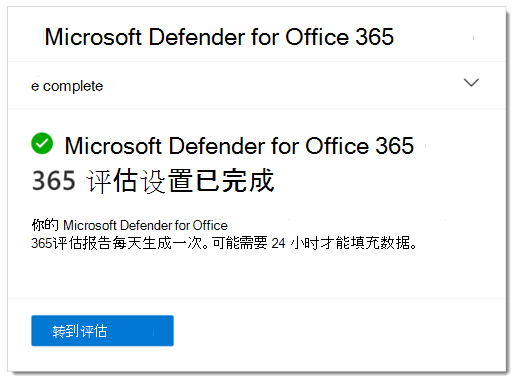 Microsoft Defender for Office 365
e complete
Microsoft Defender for Office 365
365 评估设置已完成
你的 Microsoft Defender for Office
365评估报告每天生成一次。可能需要 24 小时才能填充数据。
转到评估